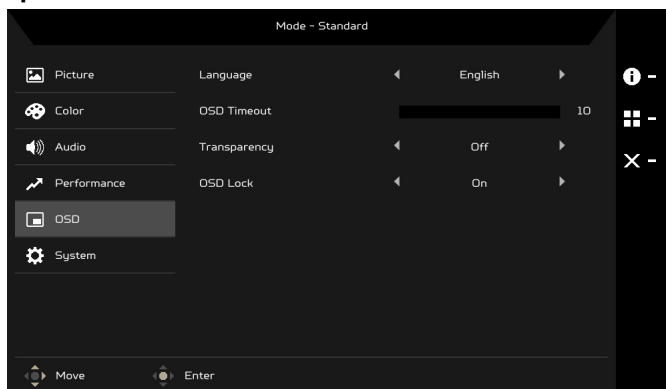 Mode - Standard
Picture
Language English
Color
OSD Timeout 10
Audio
Transparency Off
Performance
OSD Lock On
OSD
System
Move Enter